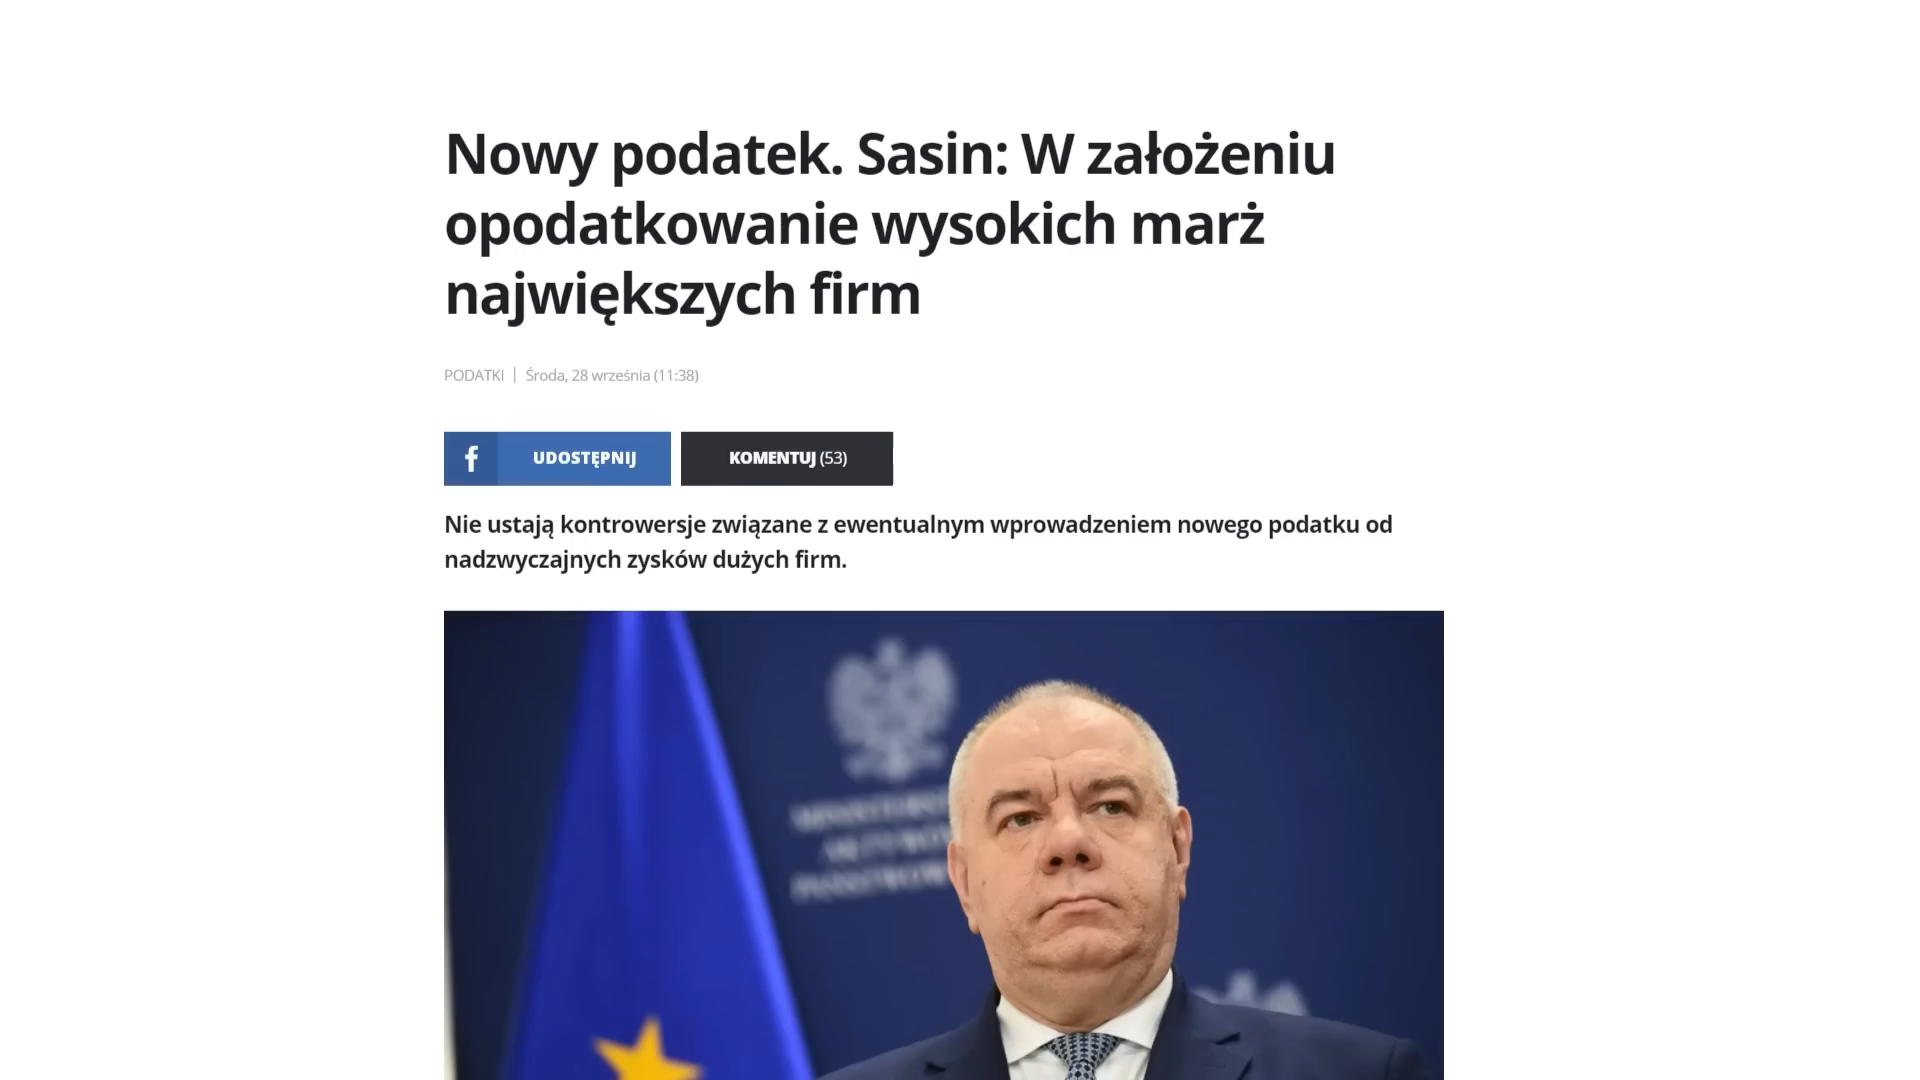 Nowy podatek. Sasin: W założeniu
opodatkowanie wysokich marż
największych firm
PODATKI | Środa, 28 września (11:38)
f UDOSTĘPNIJ KOMENTUJ (53)
Nie ustają kontrowersje związane z ewentualnym wprowadzeniem nowego podatku od
nadzwyczajnych zysków dużych firm.